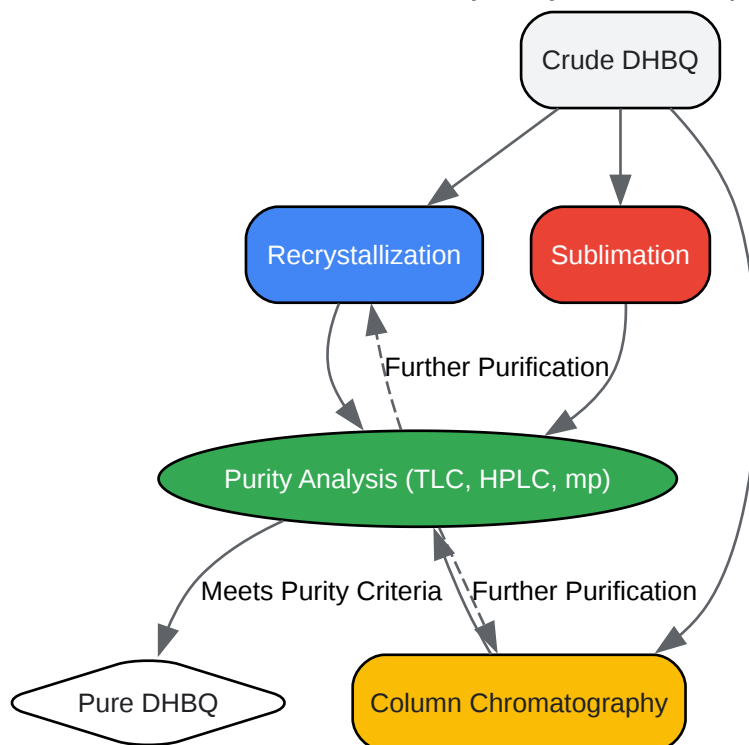 Crude DHBQ
Recrystallization
Sublimation
Further Purification
Purity Analysis (TLC, HPLC, mp)
Meets Purity Criteria
Further Purification
Pure DHBQ
Column Chromatography